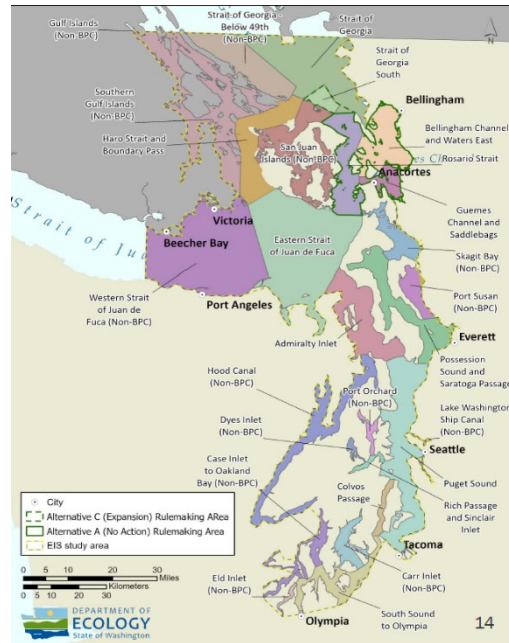 Gulf Islands
(Non-BPC)
Strait of Georgia -
Below 49th
(Non-BPC)
Strait of
Georgia
N
Strait of
Georgia
South
Southern
Gulf Islands
(Non-BPC)
Bellingham
Haro Strait and
Boundary Pass
San Juan
Islands (Non-BPC)
Bellingham Channel
and Waters East
Rosario Strait
Anacortes
Guemes
Channel and
Saddlebags
Victoria
Beecher Bay
Strait of Jua
Eastern Strait
of Juan de Fuca
Skagit Bay
(Non-BPC)
Western Strait
of Juan de
Fuca (Non-BPC)
Port Angeles
Port Susan
(Non-BPC)
Admiralty Inlet
Everett
Possession
Sound and
Saratoga Passage
Hood Canal
(Non-BPC)
Port Orchard
(Non-BPC)
Lake Washington
Ship Canal
(Non-BPC)
Dyes Inlet
(Non-BPC)
Seattle
Case Inlet
to Oakland
Bay (Non-BPC)
Puget Sound
Colvos
Passage
Rich Passage
and Sinclair
Inlet
City
Alternative C (Expansion) Rulemaking ARea
Alternative A (No Action) Rulemaking Area
EIS study area
Tacoma
0 5 10 20 30
Miles
Kilometers
0 5 10 20 30
Eld Inlet
(Non-BPC)
Carr Inlet
(Non-BPC)
DEPARTMENT OF
ECOLOGY
State of Washington
Olympia
South Sound
to Olympia
14